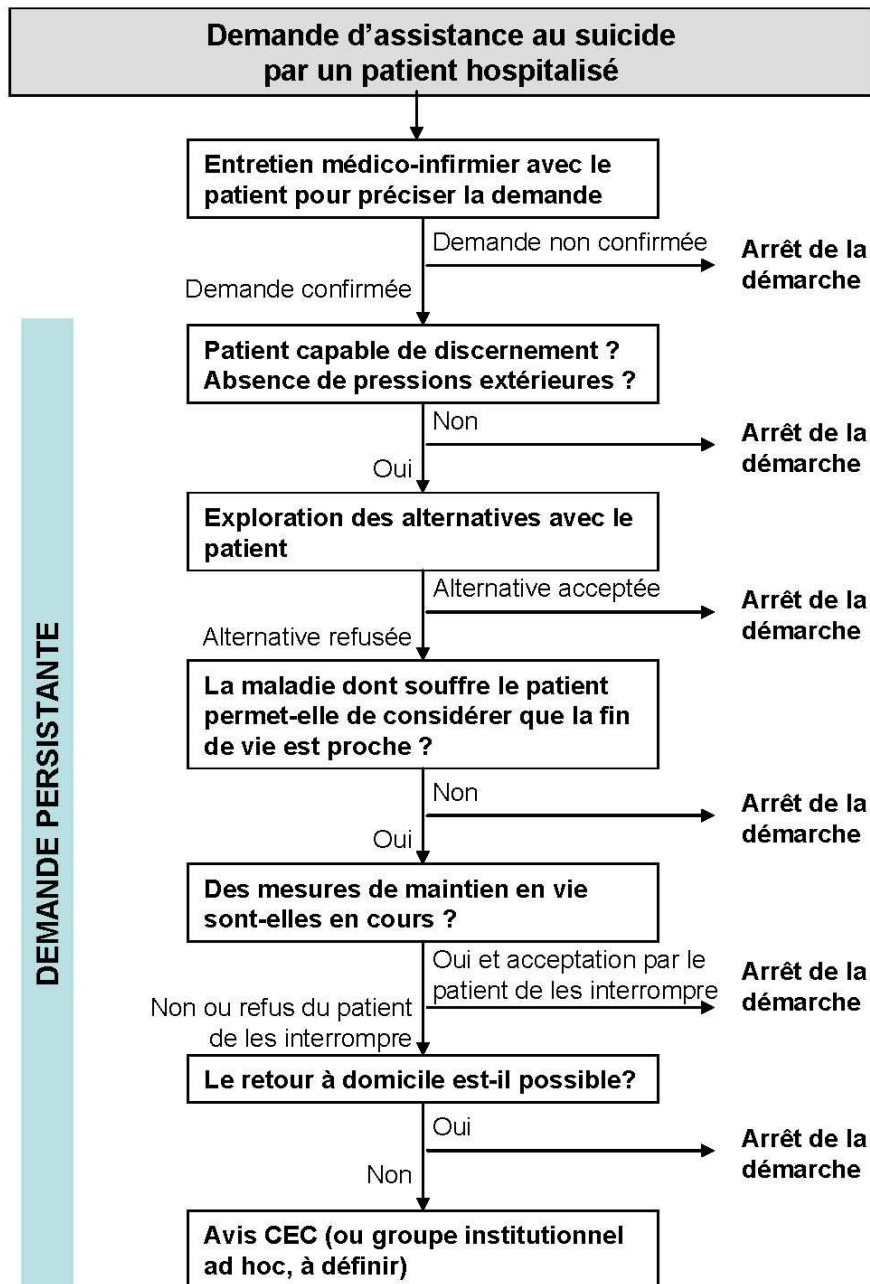 Demande d'assistance au suicide
par un patient hospitalisé
Entretien médico-infirmier avec le
patient pour préciser la demande
Demande non confirmée
Arrêt de la
démarche
Demande confirmée
DEMANDE PERSISTANTE
Patient capable de discernement ?
Absence de pressions extérieures ?
Non
Arrêt de la
démarche
Oui
Exploration des alternatives avec le
patient
Alternative acceptée
Arrêt de la
démarche
Alternative refusée
La maladie dont souffre le patient
permet-elle de considérer que la fin
de vie est proche ?
Non
Arrêt de la
démarche
Oui
Des mesures de maintien en vie
sont-elles en cours ?
Oui et acceptation par le
patient de les interrompre
Arrêt de la
démarche
Non ou refus du patient
de les interrompre
Le retour à domicile est-il possible?
Oui
Arrêt de la
démarche
Non
Avis CEC (ou groupe institutionnel
ad hoc, à définir)